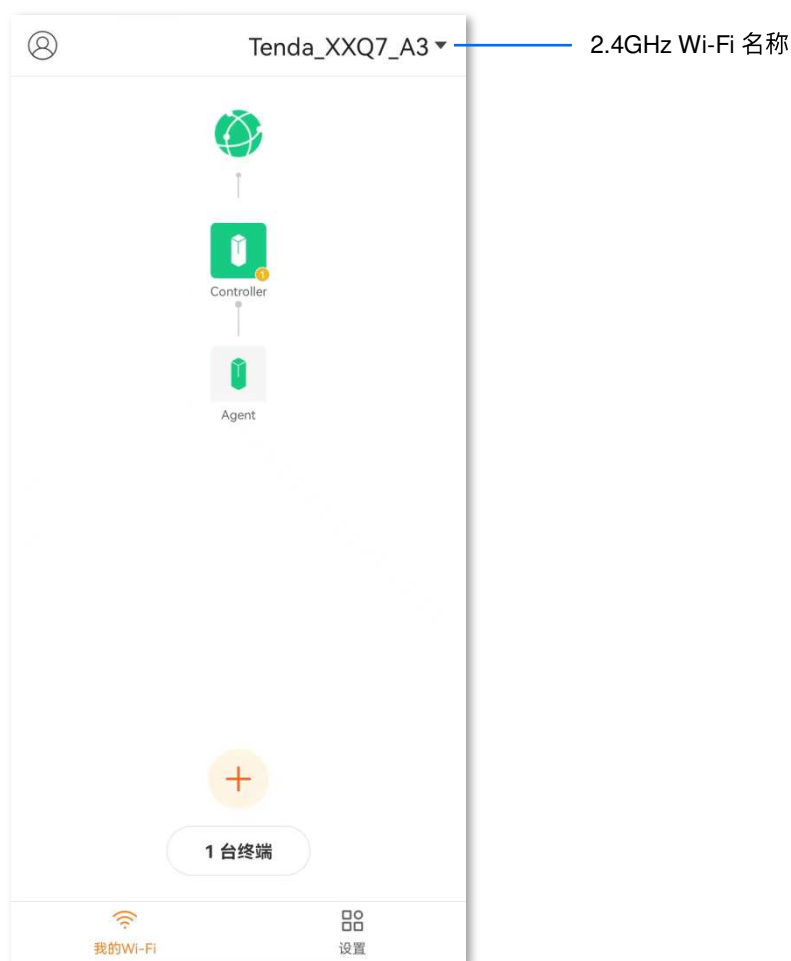 Tenda_XXQ7_A3
2.4GHz Wi-Fi 名称
1
Controller
Agent
1 台终端
我的Wi-Fi
设置